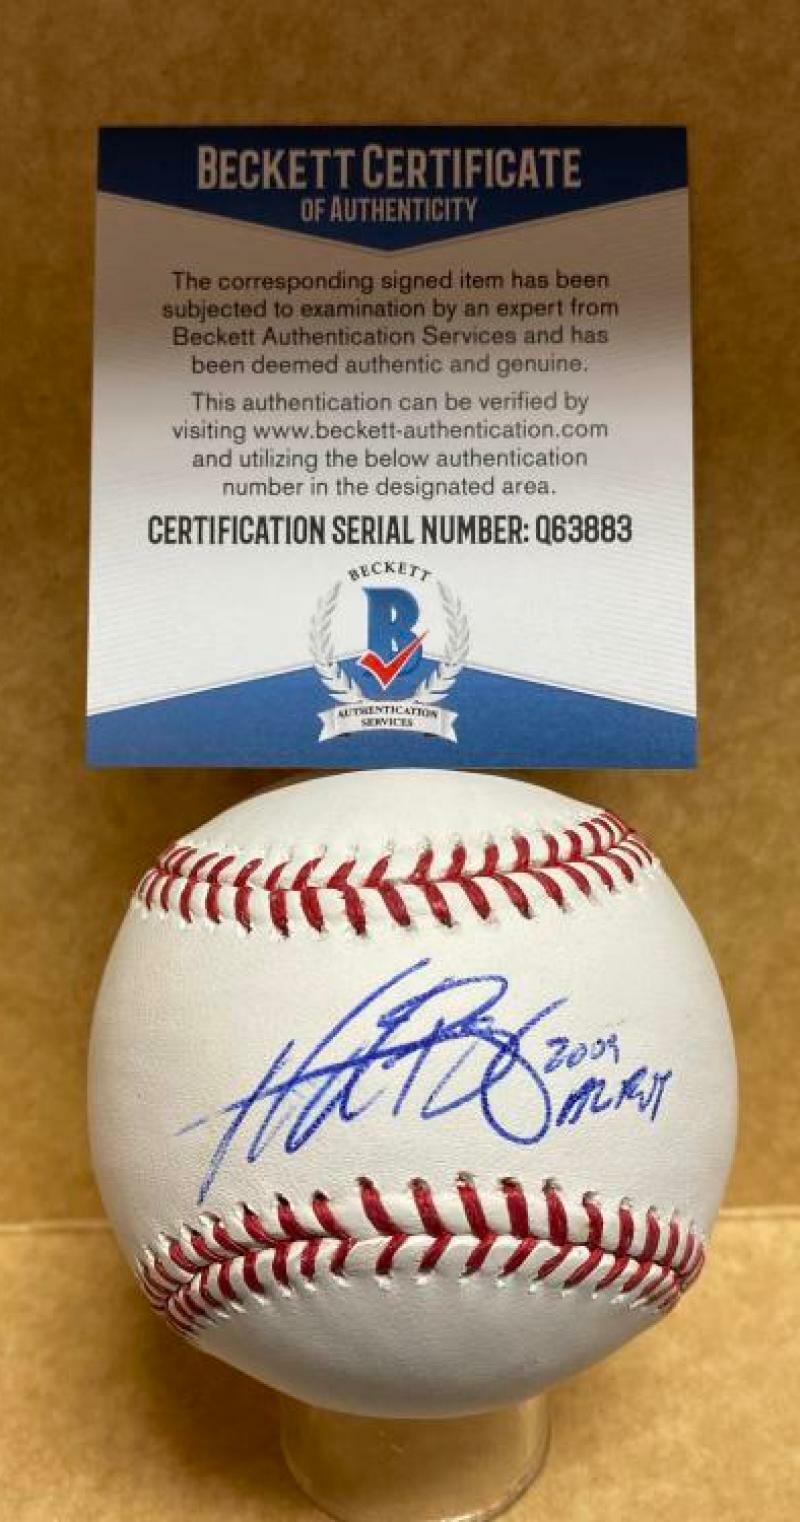 BECKETT CERTIFICATE
OF AUTHENTICITY
The corresponding signed item has been
subjected to examination by an expert from
Beckett Authentication Services and has
been deemed authentic and genuine.
This authentication can be verified by
visiting www.beckett-authentication.com
and utilizing the below authentication
number in the designated area.
CERTIFICATION SERIAL NUMBER: Q63883
BECKETT
B
AUTHENTICATION
SERVICES
2009
AL ROY